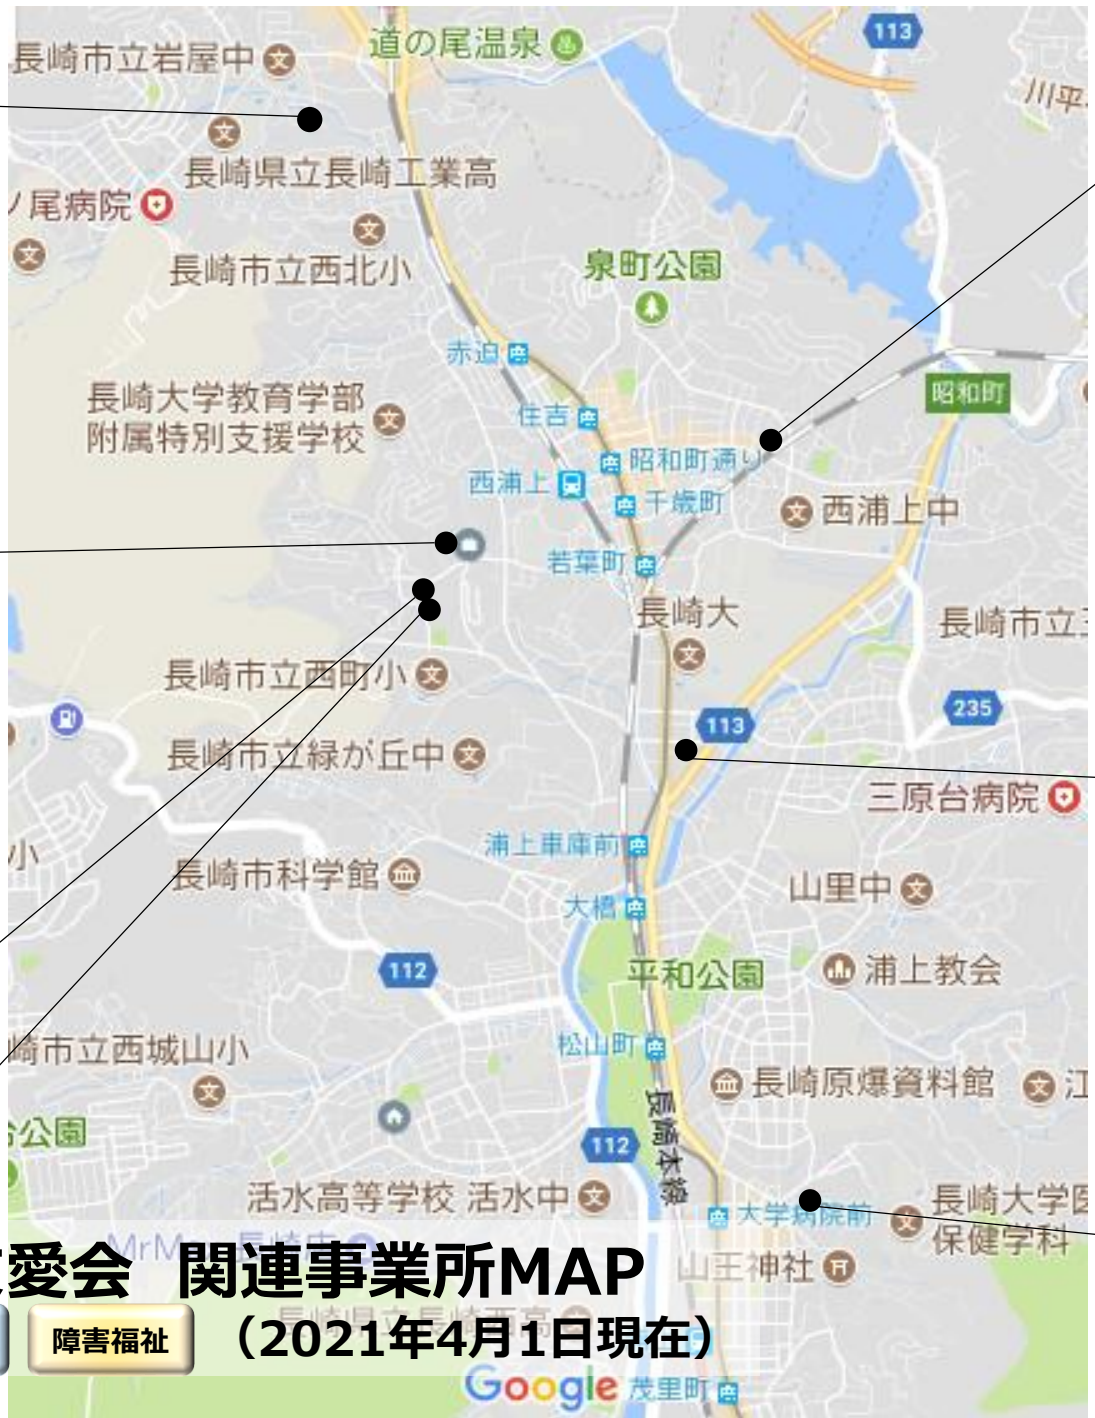 長崎市立岩屋中
道の尾温泉
113
川平
長崎県立長崎工業高
ノ尾病院
長崎市立西北小
泉町公園
赤迫
昭和町
長崎大学教育学部
附属特別支援学校
住吉
昭和町通り
西浦上
千歳町
西浦上中
若葉町
長崎大
長崎市立三
長崎市立西町小
235
113
長崎市立緑が丘中
三原台病院
浦上車庫前
小
長崎市科学館
山里中
大橋
112
平和公園
浦上教会
松山町
崎市立西城山小
長崎原爆資料館
江
長崎本線
公園
112
活水高等学校 活水中
大学病院前
長崎大学医
保健学科
愛会 関連事業所MAP
山王神社
障害福祉
(2021年4月1日現在)
長崎県立長崎西高
Google
茂里町